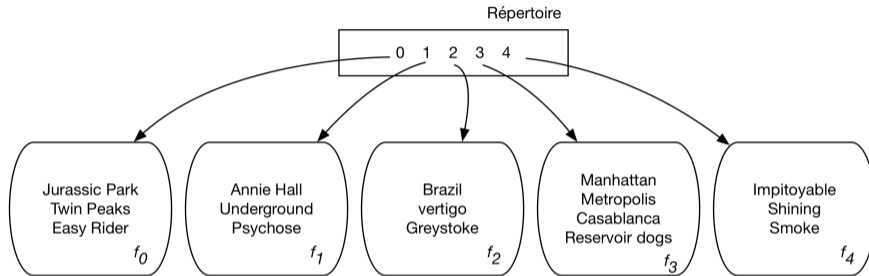 Répertoire
0 1 2 3 4
Jurassic Park
Twin Peaks
Easy Rider
f0
Annie Hall
Underground
Psychose
f1
Brazil
vertigo
Greystoke
f2
Manhattan
Metropolis
Casablanca
Reservoir dogs
f3
Impitoyable
Shining
Smoke
f4